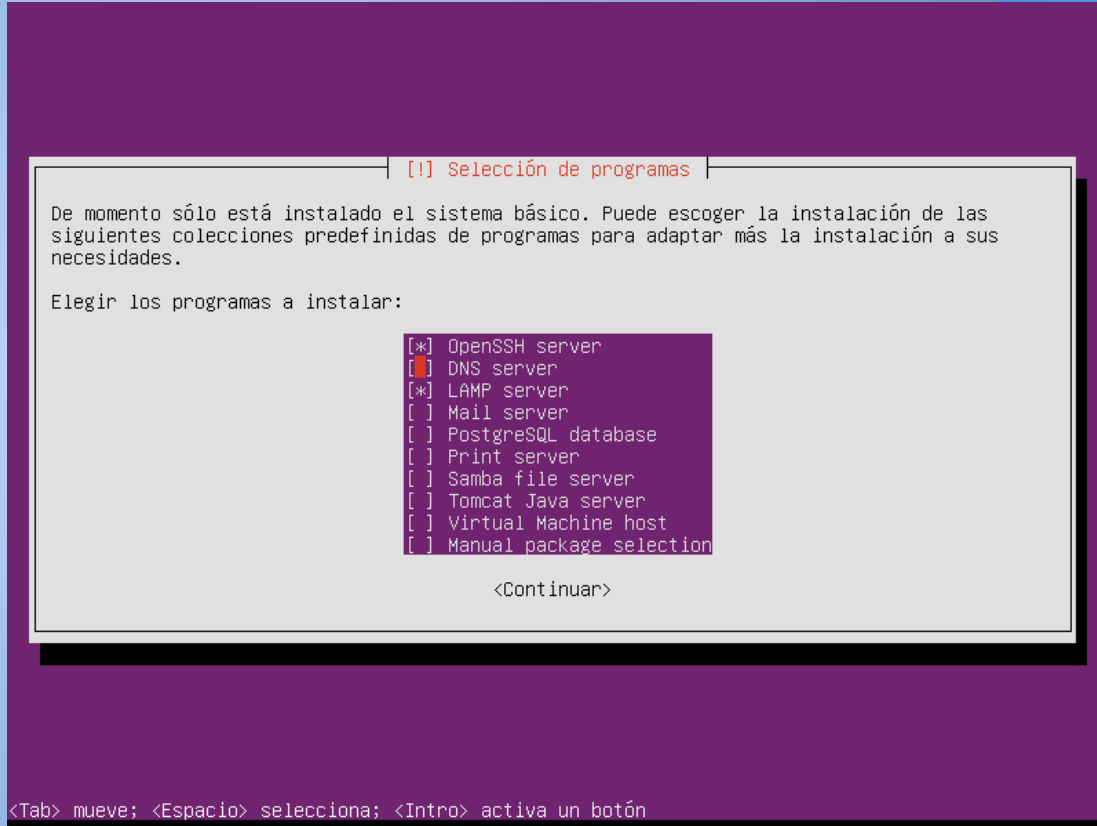 [!] Selección de programas
De momento sólo está instalado el sistema básico. Puede escoger la instalación de las
siguientes colecciones predefinidas de programas para adaptar más la instalación a sus
necesidades.
Elegir los programas a instalar:
[*] OpenSSH server
[ ] DNS server
[*] LAMP server
[ ] Mail server
[ ] PostgreSQL database
[ ] Print server
[ ] Samba file server
[ ] Tomcat Java server
[ ] Virtual Machine host
[ ] Manual package selection
<Continuar>
<Tab> mueve; <Espacio> selecciona; <Intro> activa un botón